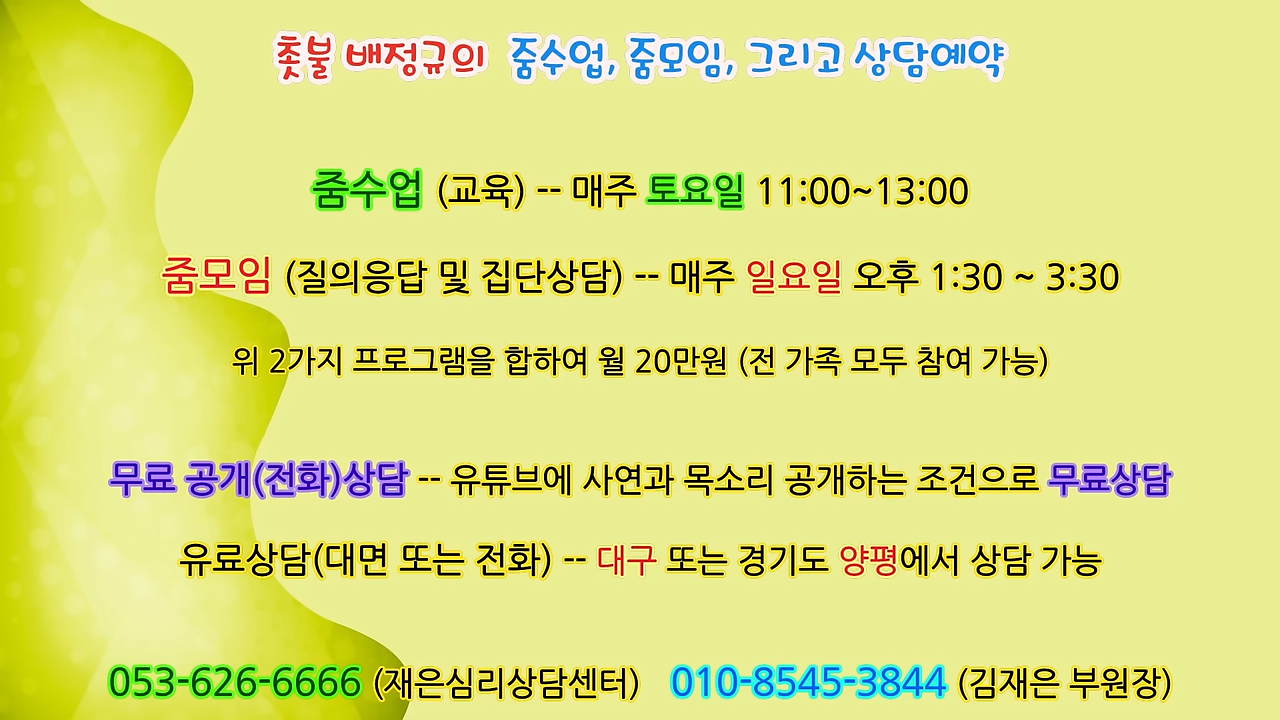 촛불 배정규의 줌수업, 줌모임, 그리고 상담예약
줌수업 (교육) -- 매주 토요일 11:00~13:00
줌모임 (질의응답 및 집단상담) -- 매주 일요일 오후 1:30 ~ 3:30
위 2가지 프로그램을 합하여 월 20만원 (전 가족 모두 참여 가능)
무료 공개(전화)상담 -- 유튜브에 사연과 목소리 공개하는 조건으로 무료상담
유료상담(대면 또는 전화) -- 대구 또는 경기도 양평에서 상담 가능
053-626-6666 (재은심리상담센터) 010-8545-3844 (김재은 부원장)